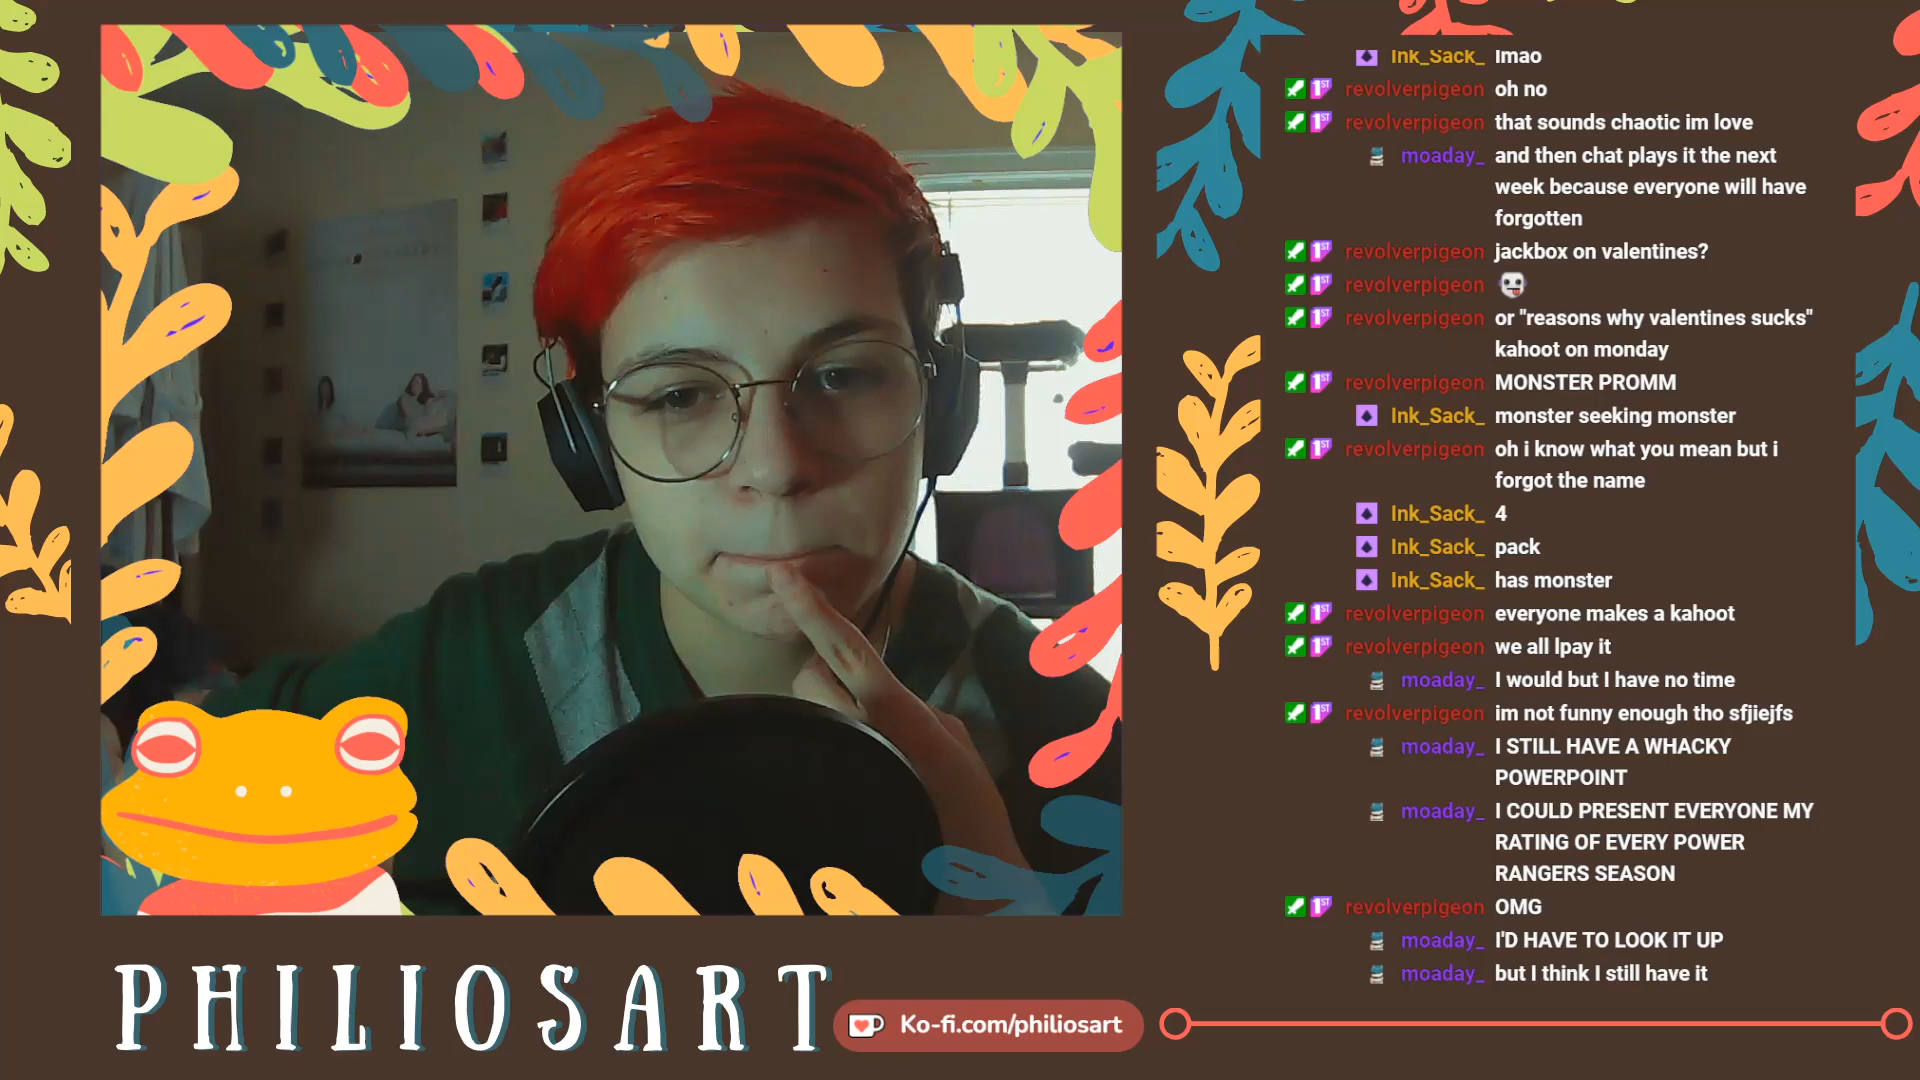 Ink_Sack_ lmao
revolverpigeon oh no
revolverpigeon that sounds chaotic im love
moaday_ and then chat plays it the next
week because everyone will have
forgotten
revolverpigeon jackbox on valentines?
revolverpigeon
revolverpigeon or "reasons why valentines sucks"
kahoot on monday
revolverpigeon MONSTER PROMM
Ink_Sack_ monster seeking monster
revolverpigeon oh i know what you mean but i
forgot the name
Ink_Sack_ 4
Ink_Sack_ pack
Ink_Sack_ has monster
revolverpigeon everyone makes a kahoot
revolverpigeon we all lpay it
moaday_ I would but I have no time
revolverpigeon im not funny enough tho sfjiejfs
moaday_ I STILL HAVE A WHACKY
POWERPOINT
moaday_ I COULD PRESENT EVERYONE MY
RATING OF EVERY POWER
RANGERS SEASON
revolverpigeon OMG
moaday_ I'D HAVE TO LOOK IT UP
moaday_ but I think I still have it
PHILIOSART
Ko-fi.com/philiosart